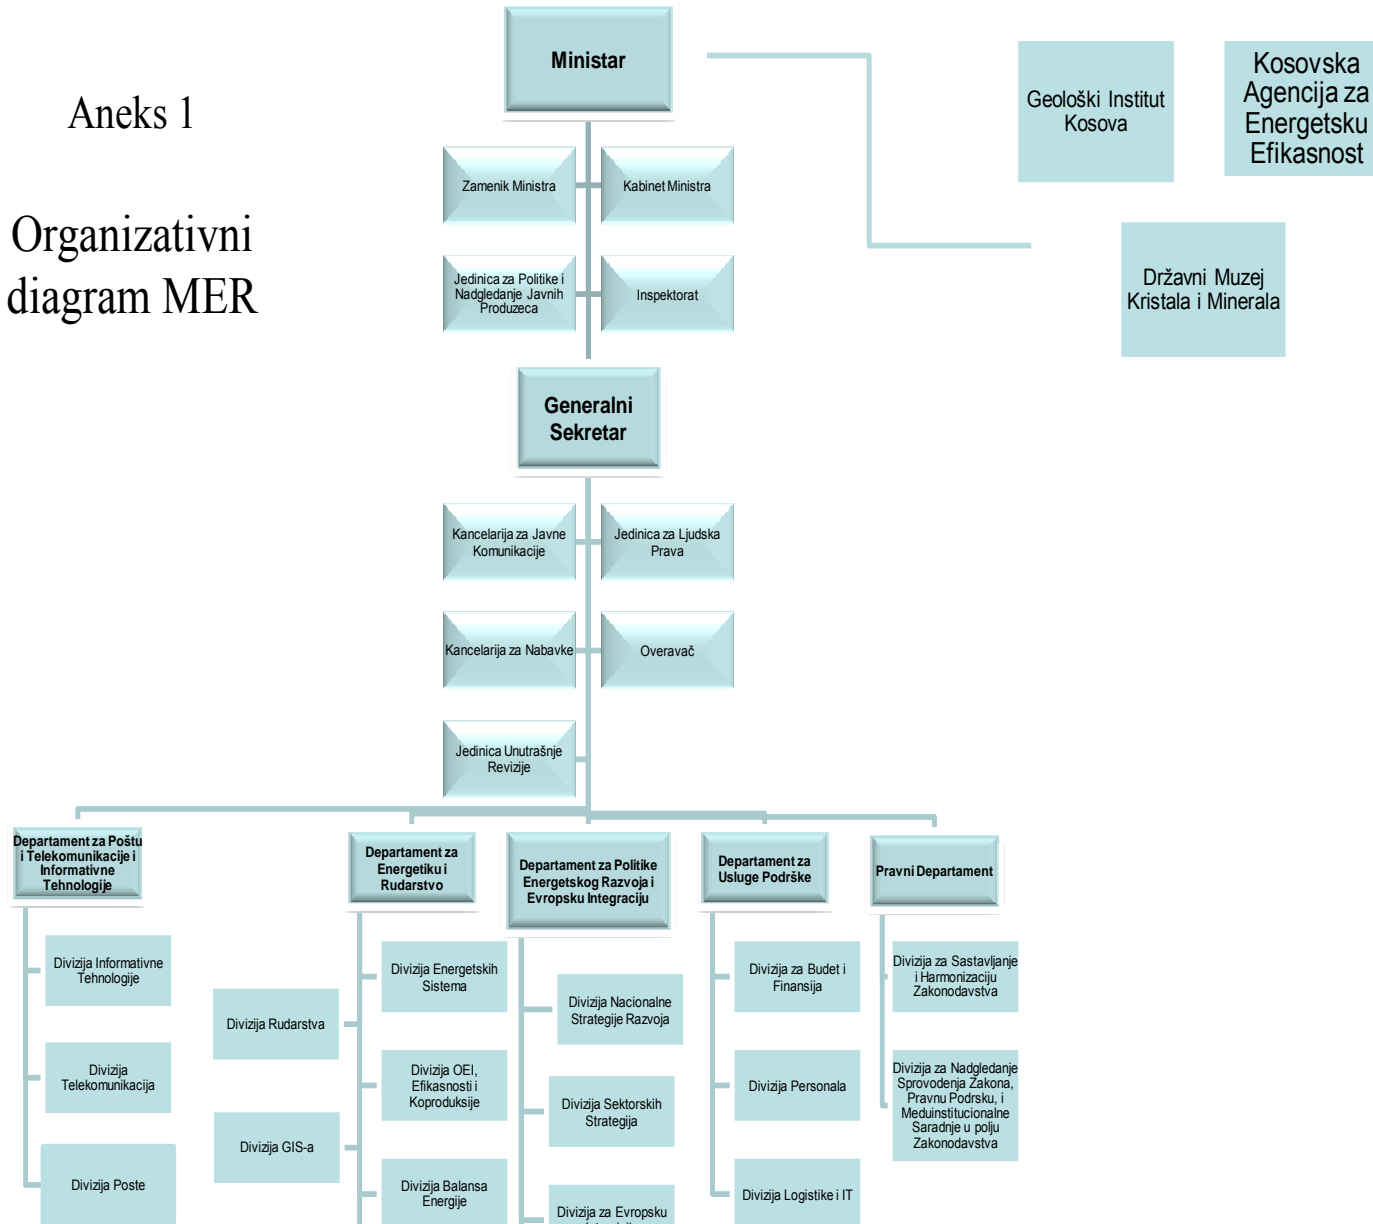 Aneks 1
Organizativni
diagram MER
Ministar
Zamenik Ministra
Kabinet Ministra
Jedinica za Politike i
Nadgledanje Javnih
Produzeca
Inspektorat
Geološki Institut
Kosova
Kosovska
Agencija za
Energetsku
Efikasnost
Državni Muzej
Kristala i Minerala
Generalni
Sekretar
Kancelarija za Javne
Komunikacije
Jedinica za Ljudska
Prava
Kancelarija za Nabavke
Overavač
Jedinica Unutrašnje
Revizije
Departament za Poštu
i Telekomunikacije i
Informativne
Tehnologije
Divizija Informativne
Tehnologije
Divizija
Telekomunikacija
Divizija Poste
Departament za
Energetiku i
Rudarstvo
Divizija Rudarstva
Divizija GIS-a
Divizija Energetskih
Sistema
Divizija OEI,
Efikasnosti i
Koproduksije
Divizija Balansa
Energije
Departament za Politike
Energetskog Razvoja i
Evropsku Integraciju
Divizija Nacionalne
Strategije Razvoja
Divizija Sektorskih
Strategija
Divizija za Evropsku
Departament za
Usluge Podrške
Divizija za Budet i
Finansija
Divizija Personala
Divizija Logistike i IT
Pravni Departament
Divizija za Sastavljanje
i Harmonizaciju
Zakonodavstva
Divizija za Nadgledanje
Sprovodenja Zakona,
Pravnu Podrsku, i
Meduinstitucionalne
Saradnje u polju
Zakonodavstva